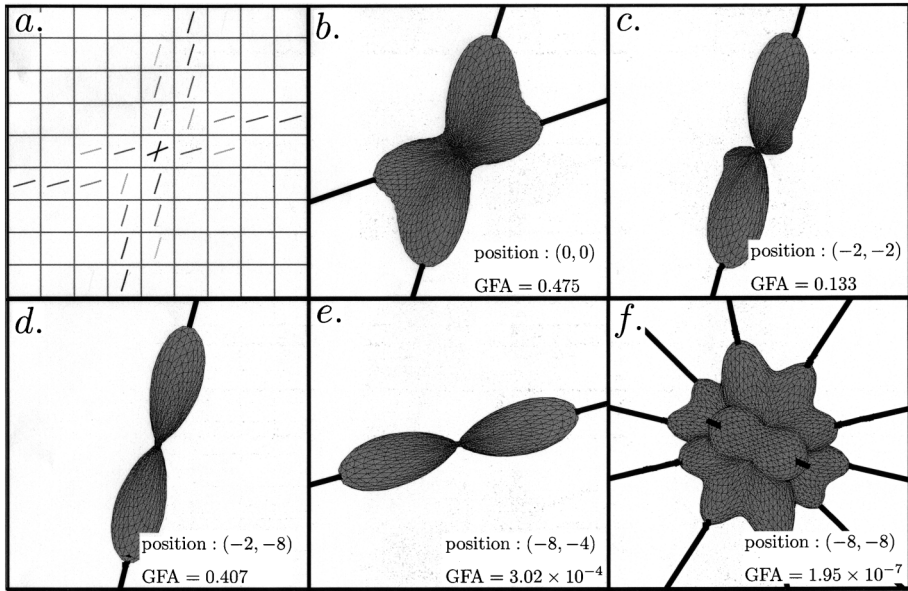 a.
b.
position : (0, 0)
GFA = 0.475
c.
position : (−2, −2)
GFA = 0.133
d.
position : (−2, −8)
GFA = 0.407
e.
position : (−8, −4)
GFA = 3.02 × 10⁻⁴
f.
position : (−8, −8)
GFA = 1.95 × 10⁻⁷